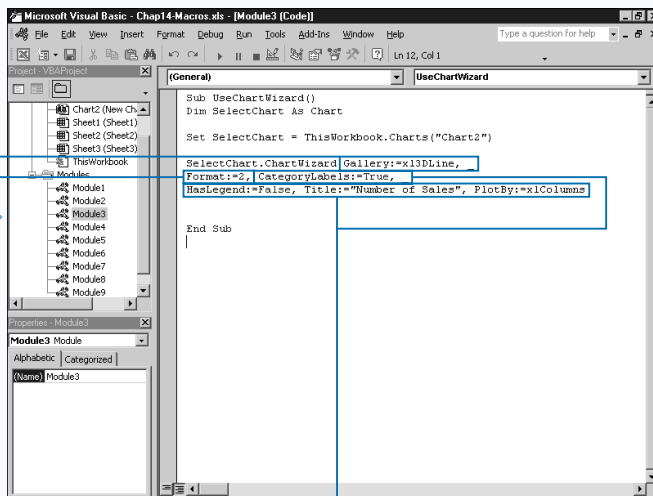 Microsoft Visual Basic - Chap14-Macros.xls - [Module3 (Code)]
File Edit View Insert Format Debug Run Tools Add-Ins Window Help
Type a question for help
Ln 12, Col 1
Project - VBAProject
(General)
UseChartWizard
Chart2 (New Cha
Sheet1 (Sheet1)
Sheet2 (Sheet2)
Sheet3 (Sheet3)
ThisWorkbook
Modules
Module1
Module2
Module3
Module4
Module5
Module6
Module7
Module8
Module9
Properties - Module3
Module3 Module
Alphabetic Categorized
(Name) Module3
Sub UseChartWizard()
Dim SelectChart As Chart
Set SelectChart = ThisWorkbook.Charts("Chart2")
SelectChart.ChartWizard Gallery:=xl3DLine, _
Format:=2, CategoryLabels:=True, _
HasLegend:=False, Title:="Number of Sales", PlotBy:=xlColumns
End Sub